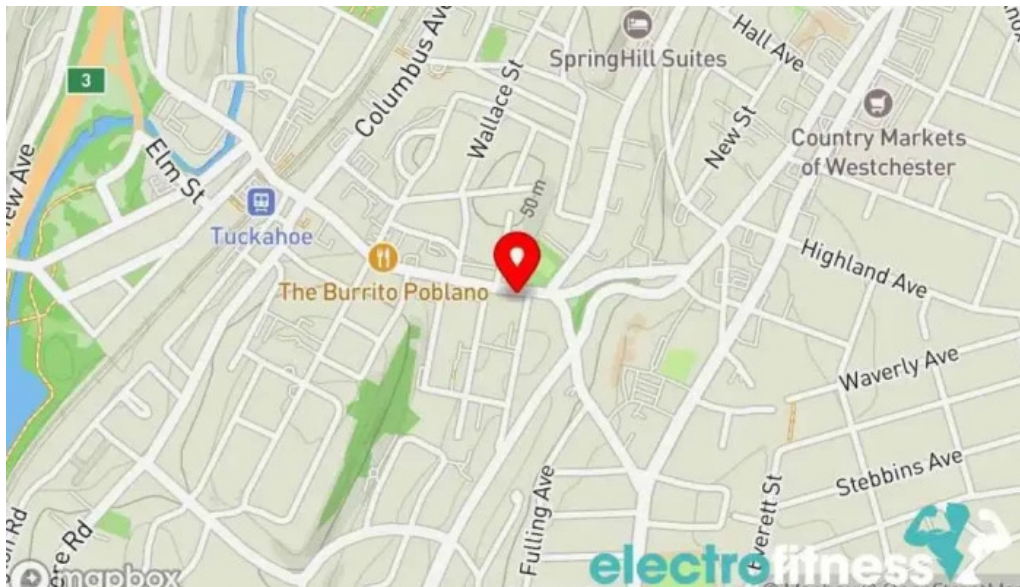 Columbus Ave
Wallace St
SpringHill Suites
Hall Ave
3
Country Markets
of Westchester
New St
Elm St
Ave
50 m
Tuckahoe
The Burrito Poblano
Highland Ave
Waverly Ave
Stebbins Ave
Everett St
Fulling Ave
Rd
Rd
mapbox
electrofitness